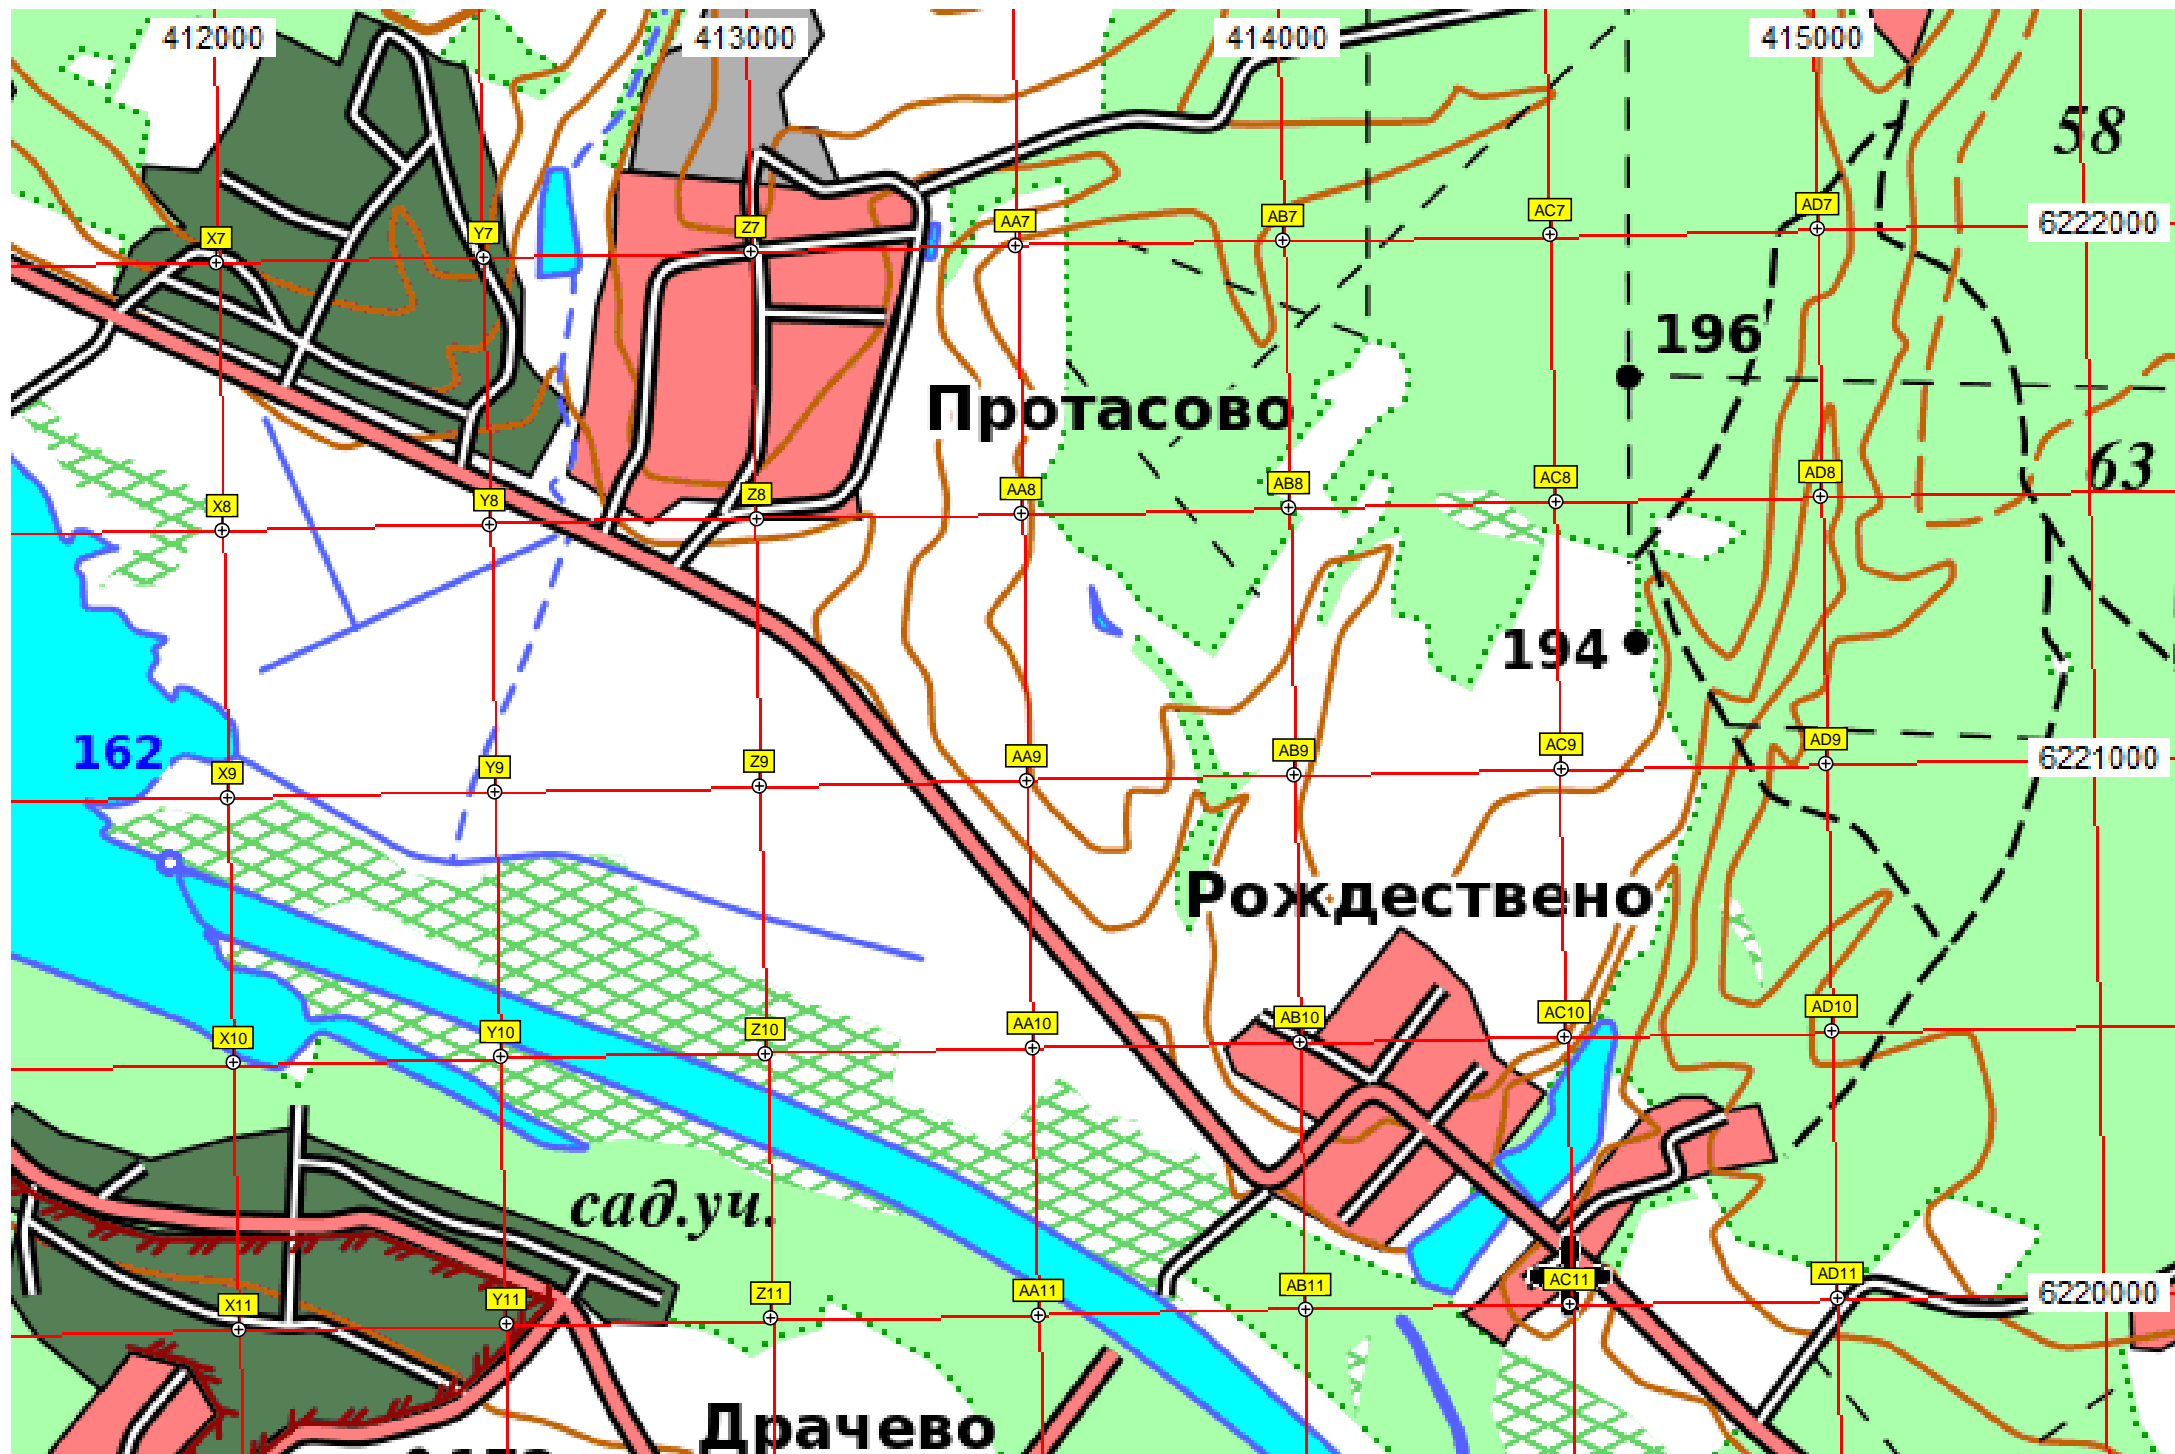 412000 413000 414000 415000
58
X7 Y7 Z7 AA7 AB7 AC7 AD7 6222000
196
Протасово
63
X8 Y8 Z8 AA8 AB8 AC8 AD8
194
162
X9 Y9 Z9 AA9 AB9 AC9 AD9 6221000
Рождествено
X10 Y10 Z10 AA10 AB10 AC10 AD10
сад.уч.
X11 Y11 Z11 AA11 AB11 AC11 AD11 6220000
Драчево